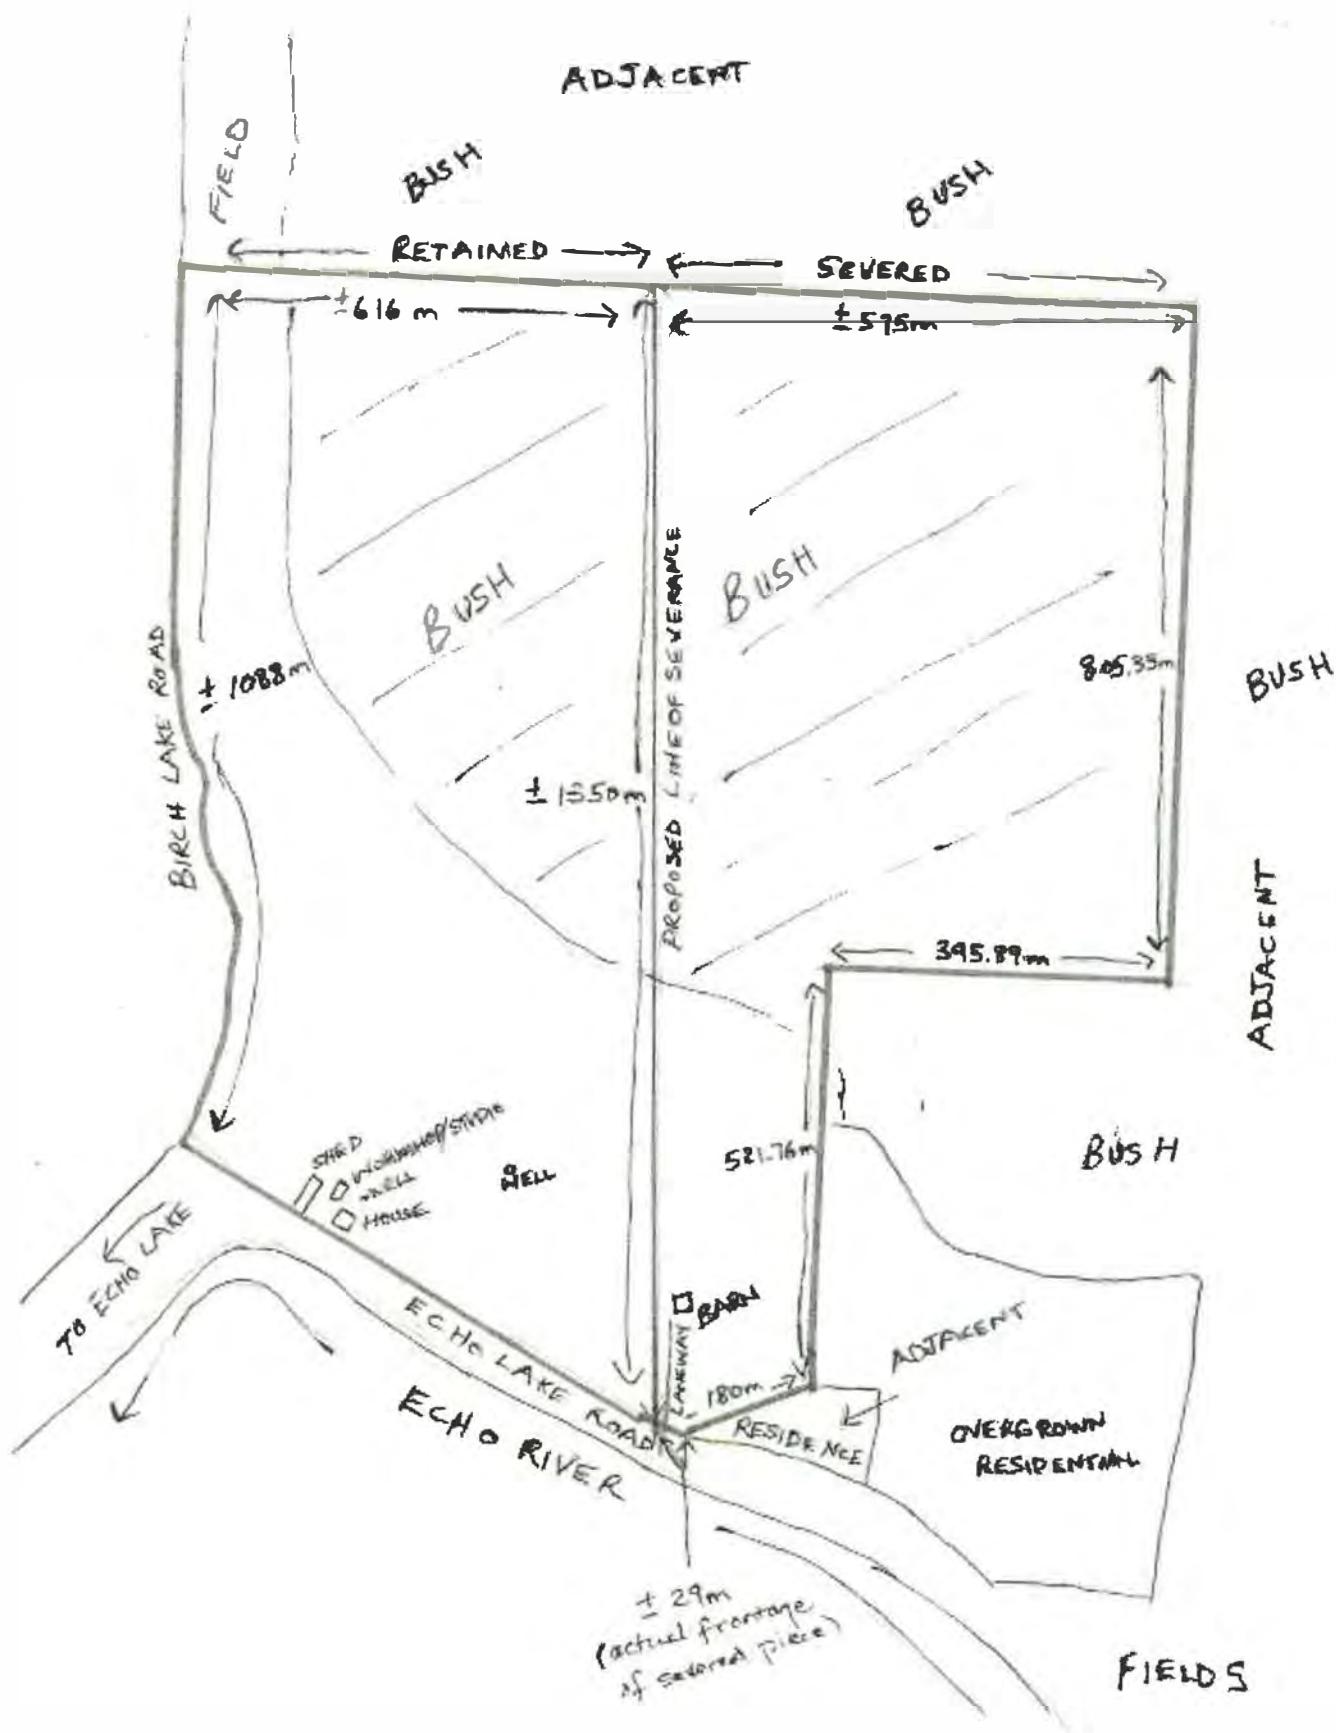 ADJACENT
FIELD
BUSH
BUSH
RETAINED
SEVERED
± 616 m
± 595m
BUSH
BUSH
PROPOSED LINE OF SEVERANCE
BIRCH LAKE ROAD
± 1088m
805.35m
BUSH
± 1350m
ADJACENT
395.89m
SHED
WORKSHOP/STUDIO
WELL
HOUSE
WELL
521.76m
BUSH
TO ECHO LAKE
BARN
LANEWAY
ECHO LAKE ROAD
180m
ADJACENT
ECHO RIVER
RESIDENCE
OVERGROWN
RESIDENTIAL
± 29m
(actual frontage
of severed piece)
FIELDS